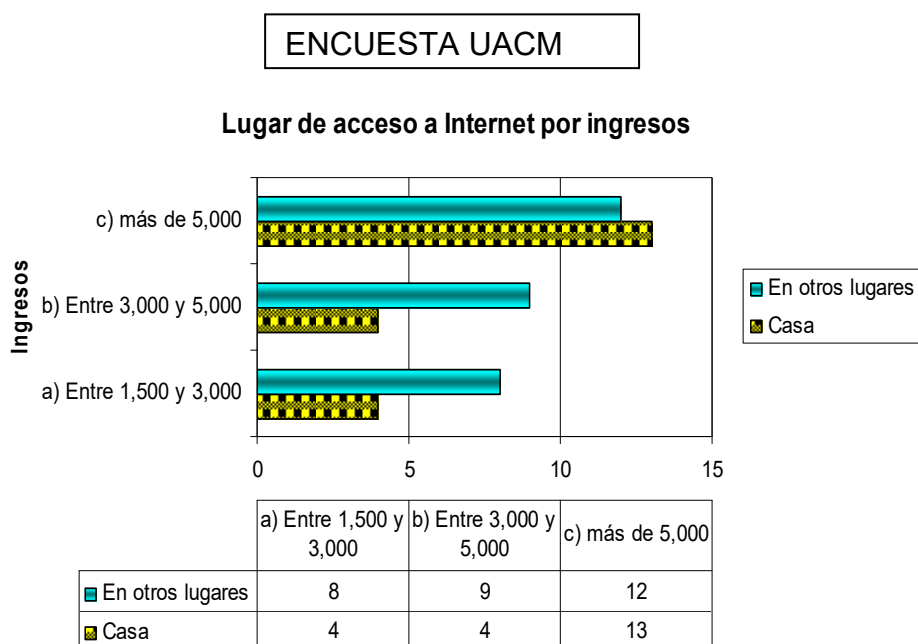 ENCUESTA UACM
Lugar de acceso a Internet por ingresos
Ingresos
c) más de 5,000
b) Entre 3,000 y 5,000
a) Entre 1,500 y 3,000
0 5 10 15
En otros lugares
Casa
a) Entre 1,500 y b) Entre 3,000 y c) más de 5,000
3,000 5,000
En otros lugares 8 9 12
Casa 4 4 13